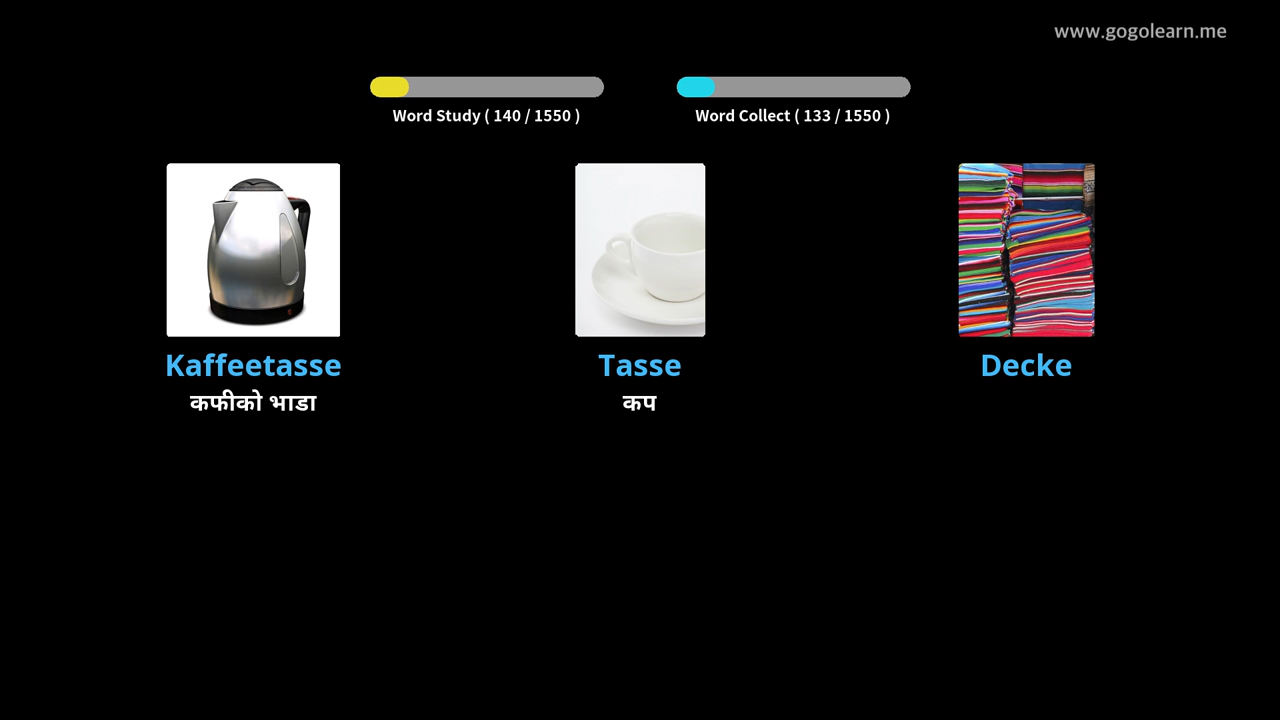 www.gogolearn.me
Word Study ( 140 / 1550 )
Word Collect ( 133 / 1550 )
Kaffeetasse
कफीको भाडा
Tasse
कप
Decke